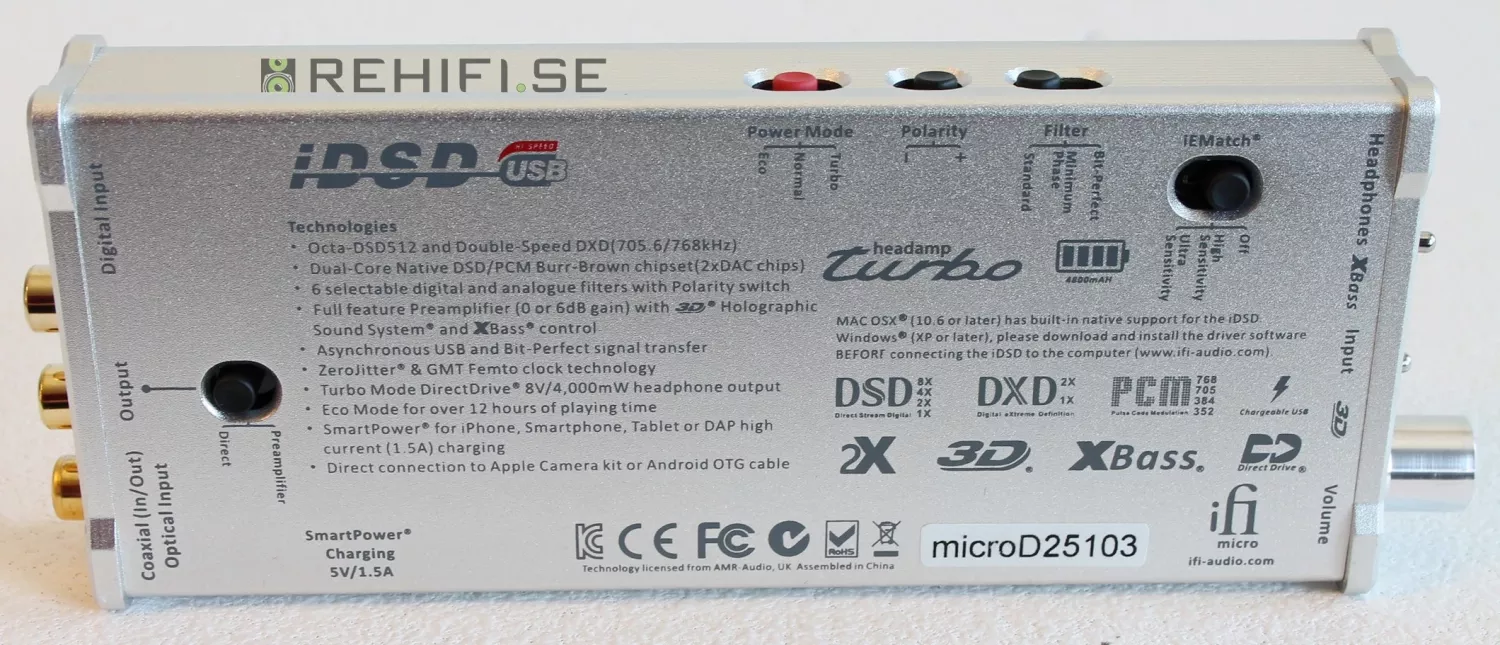 REHIFI.SE
Power Mode
Eco
Normal
Turbo
Polarity
-
+
Filter
Standard
Minimum
Phase
Bit-Perfect
iEMatch®
Off
High
Sensitivity
Ultra
Sensitivity
Digital Input
iDSD HI SPEED USB
Technologies
• Octa-DSD512 and Double-Speed DXD(705.6/768kHz)
• Dual-Core Native DSD/PCM Burr-Brown chipset(2xDAC chips)
• 6 selectable digital and analogue filters with Polarity switch
• Full feature Preamplifier (0 or 6dB gain) with 3D® Holographic
Sound System® and XBass® control
• Asynchronous USB and Bit-Perfect signal transfer
• ZeroJitter® & GMT Femto clock technology
• Turbo Mode DirectDrive® 8V/4,000mW headphone output
• Eco Mode for over 12 hours of playing time
• SmartPower® for iPhone, Smartphone, Tablet or DAP high
current (1.5A) charging
• Direct connection to Apple Camera kit or Android OTG cable
headamp
turbo
4800mAH
MAC OSX® (10.6 or later) has built-in native support for the iDSD.
Windows® (XP or later), please download and install the driver software
BEFORE connecting the iDSD to the computer (www.ifi-audio.com).
DSD 8X 4X 2X 1X
Direct Stream Digital
DXD 2X 1X
Digital eXtreme Definition
PCM 768 705 384 352
Pulse Code Modulation
Chargeable USB
2X
3D®
XBass®
Direct Drive®
Headphones XBass Input 3D
Volume
Output
Direct
Preamplifier
Coaxial (In/Out)
Optical Input
SmartPower®
Charging
5V/1.5A
CE FC RoHS
Technology licensed from AMR-Audio, UK Assembled in China
microD25103
ifi
micro
ifi-audio.com